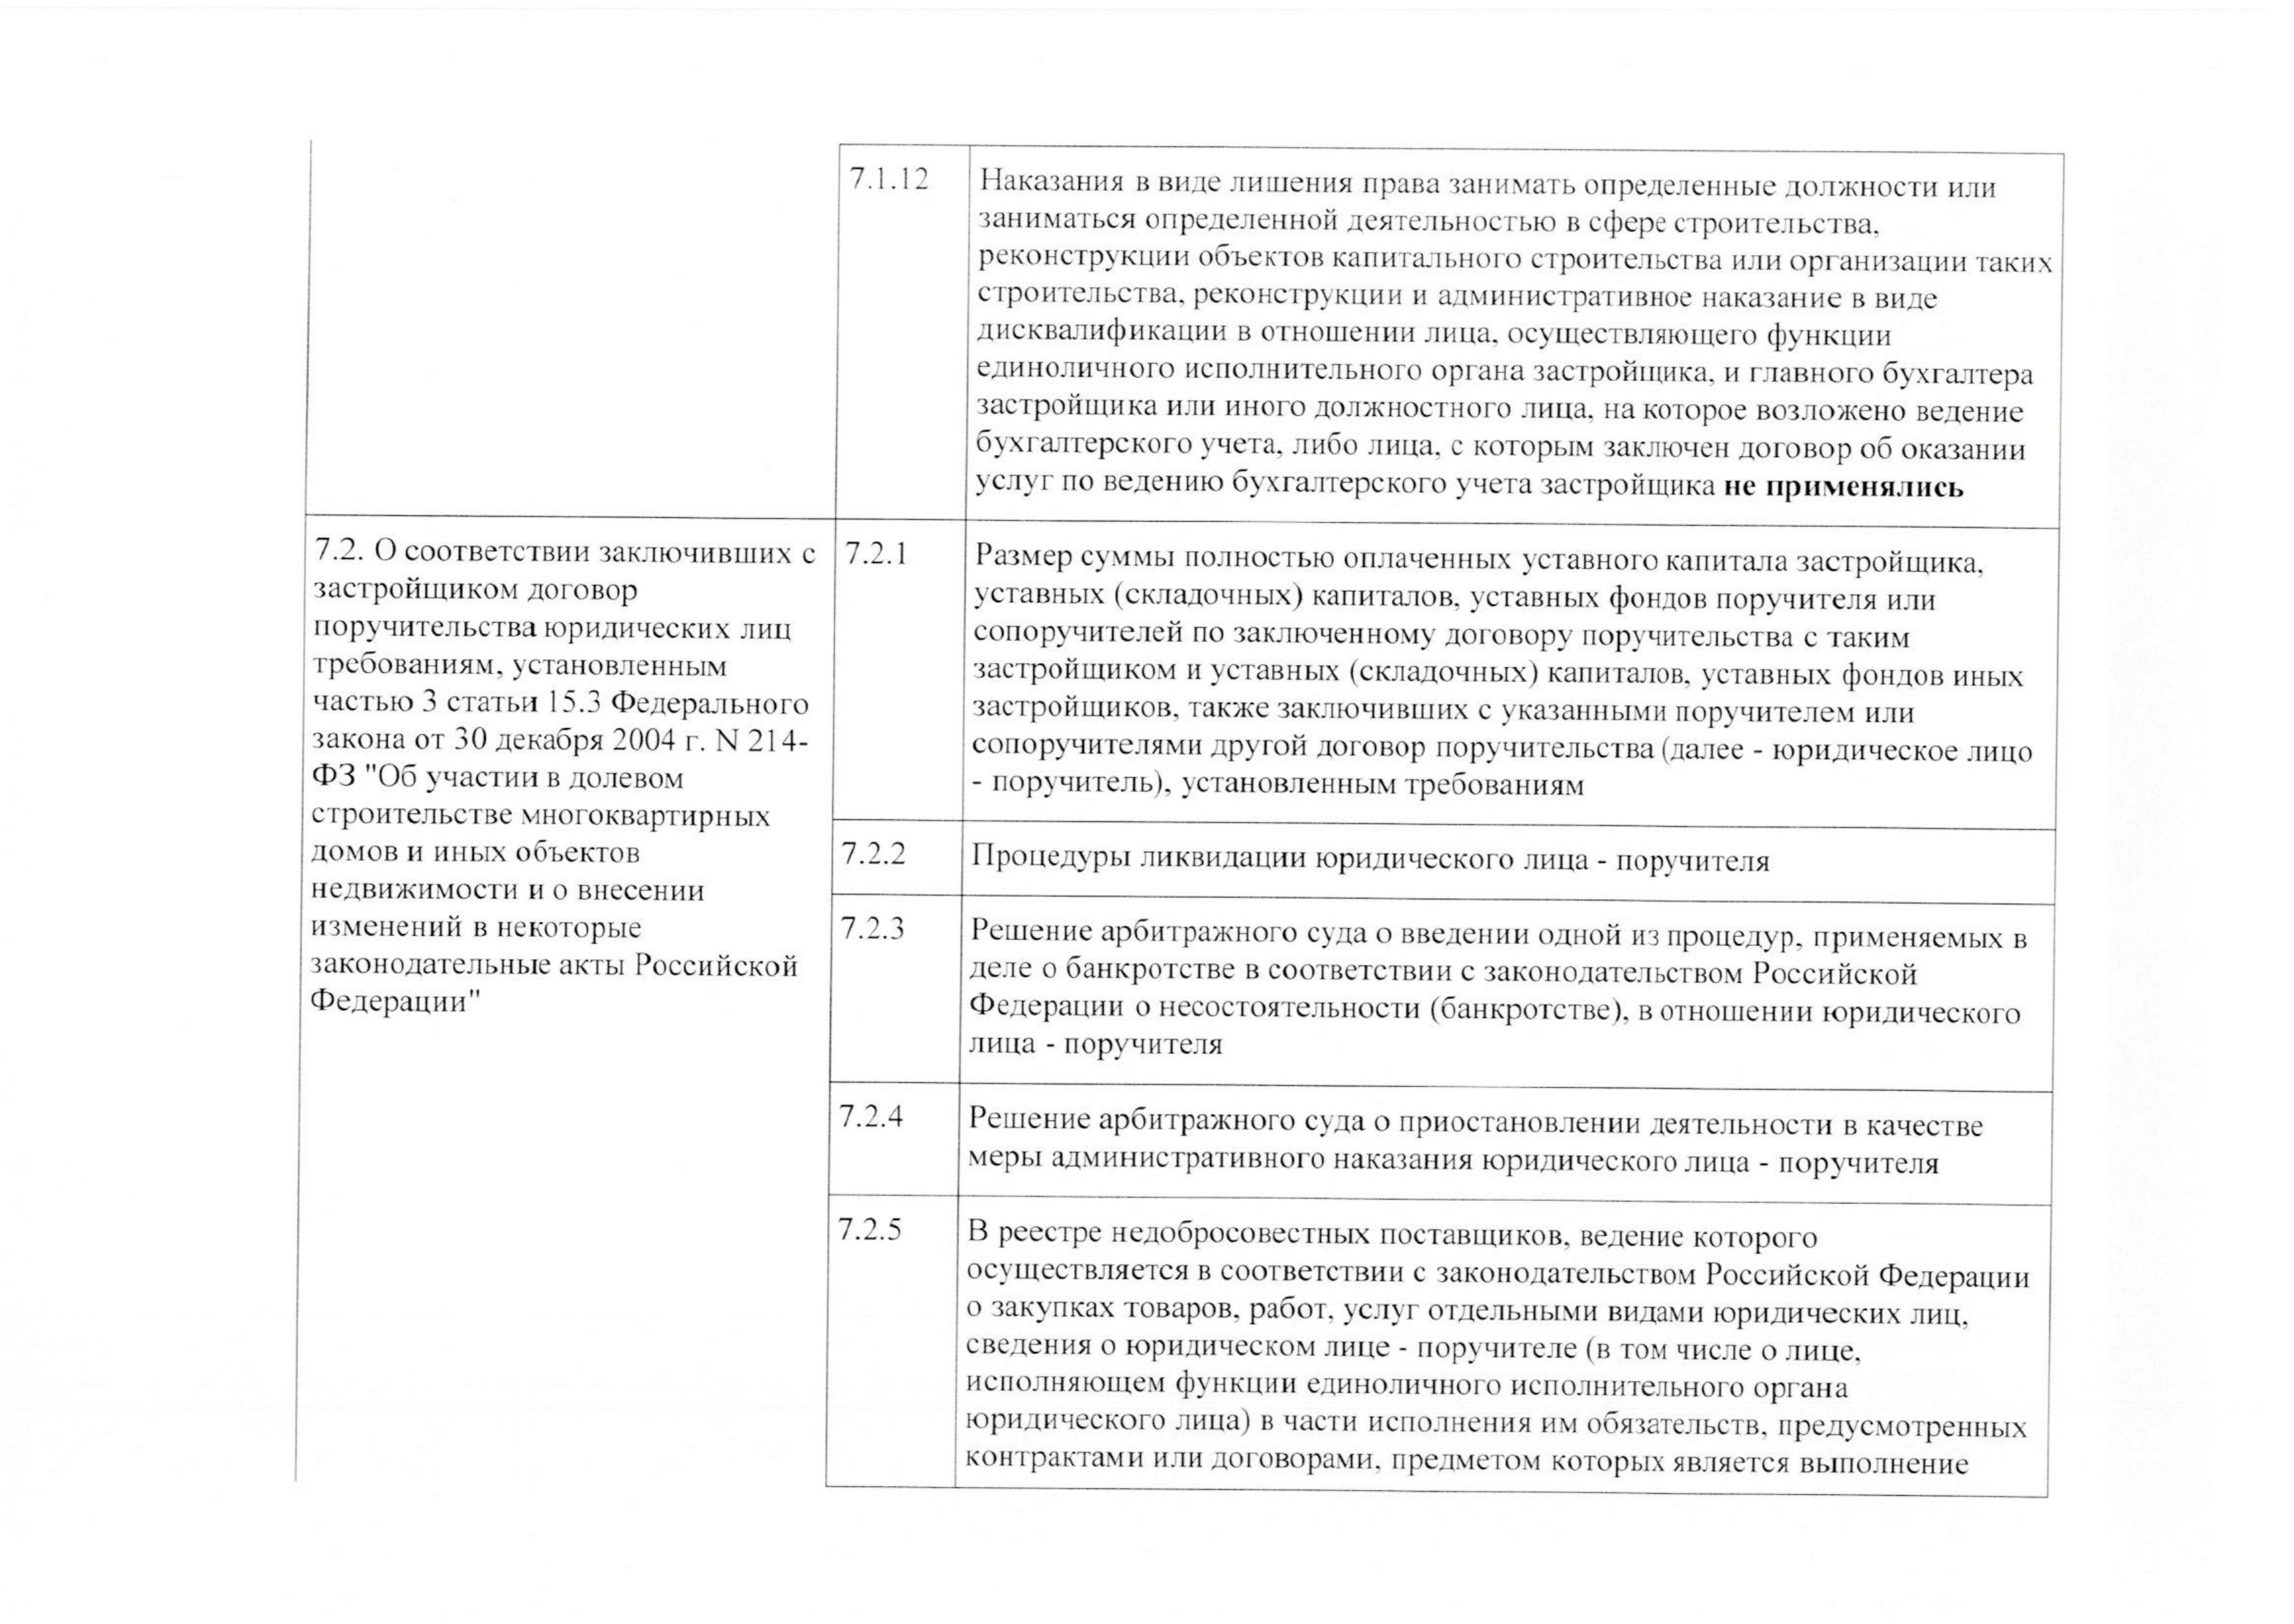 7.1.12
Наказания в виде лишения права занимать определенные должности или
заниматься определенной деятельностью в сфере строительства,
реконструкции объектов капитального строительства или организации таких
строительства, реконструкции и административное наказание в виде
дисквалификации в отношении лица, осуществляющего функции
единоличного исполнительного органа застройщика, и главного бухгалтера
застройщика или иного должностного лица, на которое возложено ведение
бухгалтерского учета, либо лица, с которым заключен договор об оказании
услуг по ведению бухгалтерского учета застройщика не применялись
7.2. О соответствии заключивших с
застройщиком договор
поручительства юридических лиц
требованиям, установленным
частью 3 статьи 15.3 Федерального
закона от 30 декабря 2004 г. N 214-
ФЗ "Об участии в долевом
строительстве многоквартирных
домов и иных объектов
недвижимости и о внесении
изменений в некоторые
законодательные акты Российской
Федерации"
7.2.1
Размер суммы полностью оплаченных уставного капитала застройщика,
уставных (складочных) капиталов, уставных фондов поручителя или
сопоручителей по заключенному договору поручительства с таким
застройщиком и уставных (складочных) капиталов, уставных фондов иных
застройщиков, также заключивших с указанными поручителем или
сопоручителями другой договор поручительства (далее - юридическое лицо
- поручитель), установленным требованиям
7.2.2
Процедуры ликвидации юридического лица - поручителя
7.2.3
Решение арбитражного суда о введении одной из процедур, применяемых в
деле о банкротстве в соответствии с законодательством Российской
Федерации о несостоятельности (банкротстве), в отношении юридического
лица - поручителя
7.2.4
Решение арбитражного суда о приостановлении деятельности в качестве
меры административного наказания юридического лица - поручителя
7.2.5
В реестре недобросовестных поставщиков, ведение которого
осуществляется в соответствии с законодательством Российской Федерации
о закупках товаров, работ, услуг отдельными видами юридических лиц,
сведения о юридическом лице - поручителе (в том числе о лице,
исполняющем функции единоличного исполнительного органа
юридического лица) в части исполнения им обязательств, предусмотренных
контрактами или договорами, предметом которых является выполнение